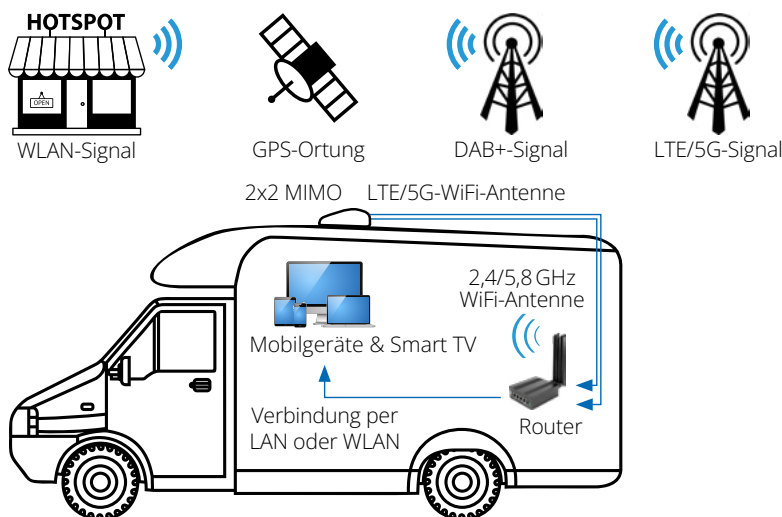 HOTSPOT
OPEN
WLAN-Signal
GPS-Ortung
DAB+-Signal
LTE/5G-Signal
2x2 MIMO LTE/5G-WiFi-Antenne
2,4/5,8 GHz
WiFi-Antenne
Mobilgeräte & Smart TV
Verbindung per
LAN oder WLAN
Router